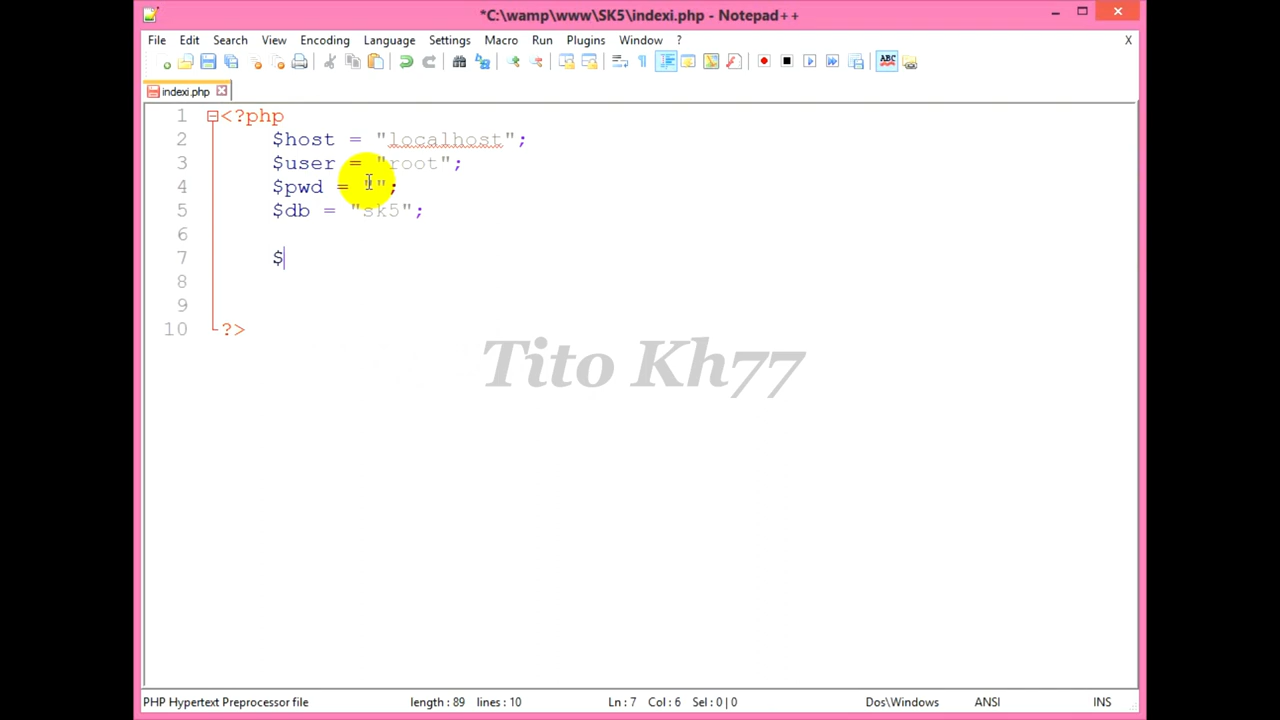 *C:\wamp\www\SK5\indexi.php - Notepad++
File Edit Search View Encoding Language Settings Macro Run Plugins Window ? X
ABC
indexi.php
1 <?php
2 $host = "localhost";
3 $user = "root";
4 $pwd = "";
5 $db = "sk5";
6
7 $
8
9
10 ?>
Tito Kh77
PHP Hypertext Preprocessor file length : 89 lines : 10 Ln : 7 Col : 6 Sel : 0 | 0 Dos\Windows ANSI INS